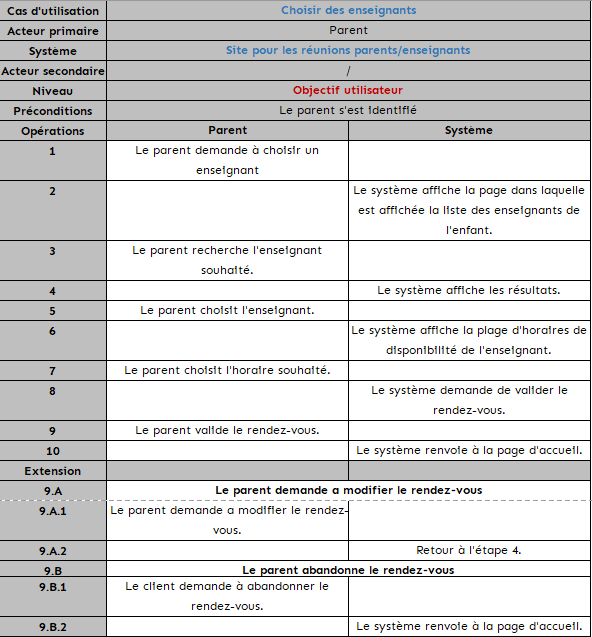 Cas d'utilisation Choisir des enseignants
Acteur primaire Parent
Système Site pour les réunions parents/enseignants
Acteur secondaire /
Niveau Objectif utilisateur
Préconditions Le parent s'est identifié
Opérations Parent Système
1 Le parent demande à choisir un
enseignant
2 Le système affiche la page dans laquelle
est affichée la liste des enseignants de
l'enfant.
3 Le parent recherche l'enseignant
souhaité.
4 Le système affiche les résultats.
5 Le parent choisit l'enseignant.
6 Le système affiche la plage d'horaires de
disponibilité de l'enseignant.
7 Le parent choisit l'horaire souhaité.
8 Le système demande de valider le
rendez-vous.
9 Le parent valide le rendez-vous.
10 Le système renvoie à la page d'accueil.
Extension
9.A Le parent demande a modifier le rendez-vous
9.A.1 Le parent demande a modifier le rendez-
vous.
9.A.2 Retour à l'étape 4.
9.B Le parent abandonne le rendez-vous
9.B.1 Le client demande à abandonner le
rendez-vous.
9.B.2 Le système renvoie à la page d'accueil.